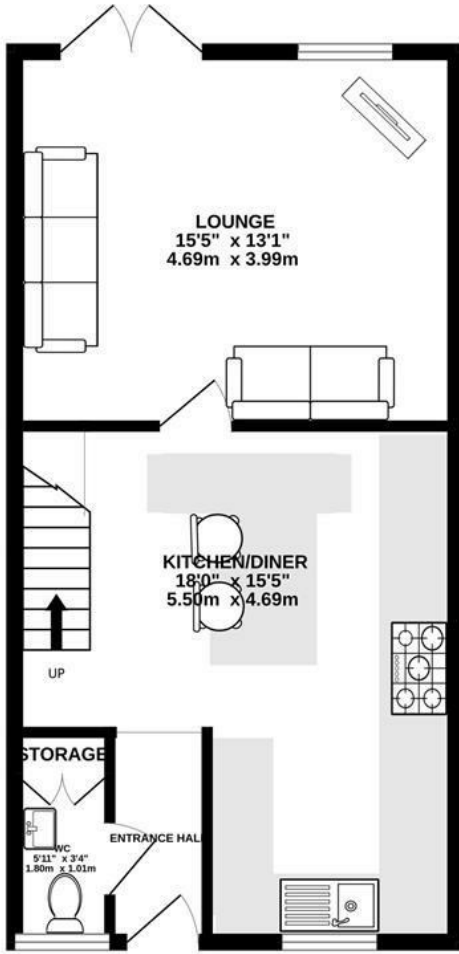 LOUNGE
15'5" x 13'1"
4.69m x 3.99m
KITCHEN/DINER
18'0" x 15'5"
5.50m x 4.69m
UP
STORAGE
ENTRANCE HALL
WC
5'11" x 3'4"
1.80m x 1.01m